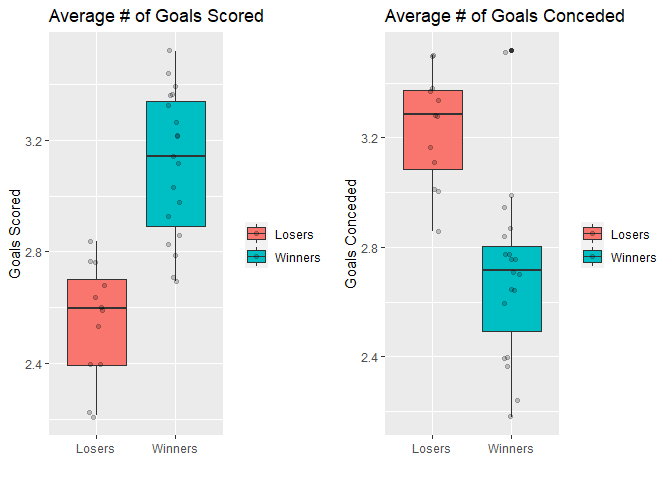 Average # of Goals Scored
Goals Scored
3.2
2.8
2.4
Losers
Winners
Losers
Winners
Average # of Goals Conceded
Goals Conceded
3.2
2.8
2.4
Losers
Winners
Losers
Winners